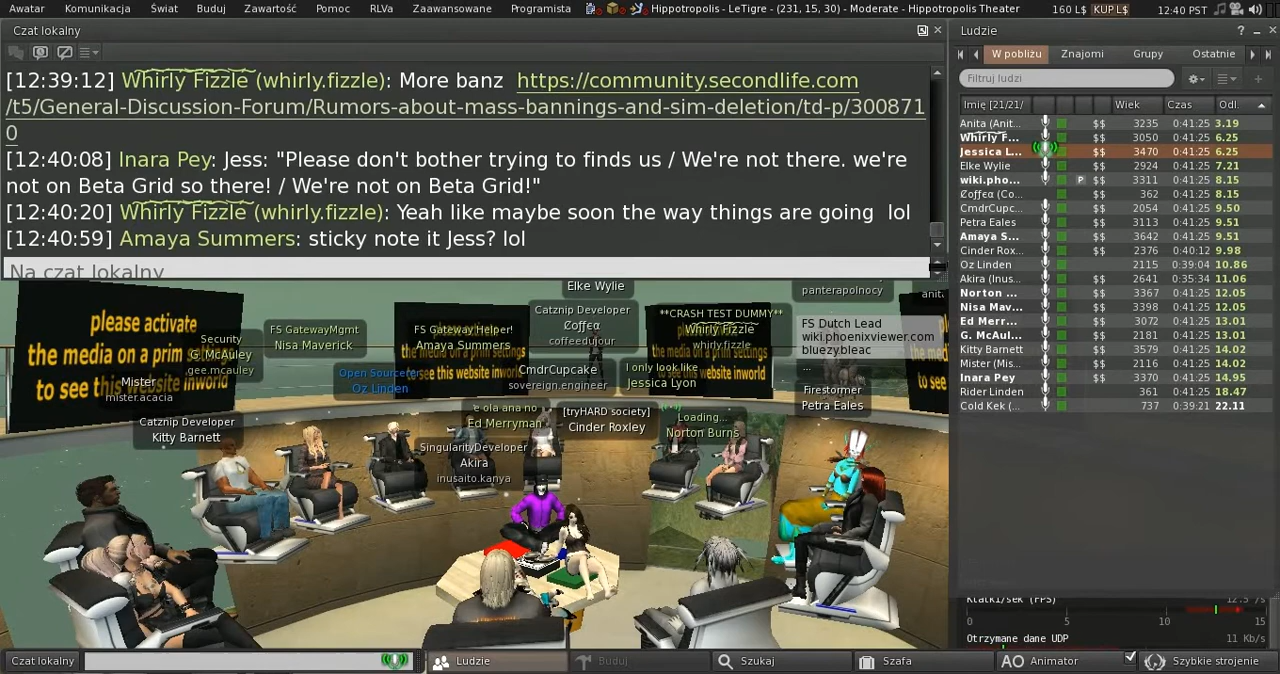 Awatar Komunikacja Świat Buduj Zawartość Pomoc RLVa Zaawansowane Programista Hippotropolis - LeTigre - (231, 15, 30) - Moderate - Hippotropolis Theater 160 L$ KUP L$ 12:40 PST
Czat lokalny
[12:39:12] Whirly Fizzle (whirly.fizzle): More banz https://community.secondlife.com
/t5/General-Discussion-Forum/Rumors-about-mass-bannings-and-sim-deletion/td-p/300871
0
[12:40:08] Inara Pey: Jess: "Please don't bother trying to finds us / We're not there. we're
not on Beta Grid so there! / We're not on Beta Grid!"
[12:40:20] Whirly Fizzle (whirly.fizzle): Yeah like maybe soon the way things are going lol
[12:40:59] Amaya Summers: sticky note it Jess? lol
Na czat lokalny
Ludzie
W pobliżu Znajomi Grupy Ostatnie
Filtruj ludzi
Imię [21/21/ Wiek Czas Odl.
Anita (Anit... $$ 3235 0:41:25 3.19
Whirly F... $$ 3050 0:41:25 6.25
Jessica L... $$ 3470 0:41:25 6.25
Elke Wylie $$ 2924 0:41:25 7.21
wiki.pho... P $$ 3311 0:41:25 8.15
Ȼoƒƒeα (Co... $$ 362 0:41:25 8.15
CmdrCupc... $$ 2054 0:41:25 9.50
Petra Eales $$ 3113 0:41:25 9.51
Amaya S... $$ 3642 0:41:25 9.51
Cinder Rox... $$ 2376 0:40:12 9.98
Oz Linden 2115 0:39:04 10.86
Akira (Inus... $$ 2641 0:35:34 11.06
Norton ... $$ 3367 0:41:25 12.05
Nisa Mav... $$ 3398 0:41:25 12.05
Ed Merr... $$ 3072 0:41:25 13.01
G. McAul... $$ 2181 0:41:25 13.01
Kitty Barnett $$ 3579 0:41:25 14.02
Mister (Mis... $$ 2116 0:41:25 14.02
Inara Pey $$ 3370 0:41:25 14.95
Rider Linden 361 0:41:25 18.47
Cold Kek (... 737 0:39:21 22.11
Elke Wylie
panterapolnocy
please activate
the media on a prim
to see this website inworld
Security
G. McAuley
gee.mcauley
FS GatewayMgmt
Nisa Maverick
FS Gateway Helper!
Amaya Summers
Catznip Developer
Ȼoƒƒeα
coffeedujour
**CRASH TEST DUMMY**
Whirly Fizzle
whirly.fizzle
FS Dutch Lead
wiki.phoenixviewer.com
bluezy.bleac
...
Mister
mister.acacia
Oz Linden
CmdrCupcake
sovereign.engineer
I only look like
Jessica Lyon
Firestormer
Petra Eales
Catznip Developer
Kitty Barnett
e ola ana no
Ed Merryman
[tryHARD society]
Cinder Roxley
Loading...
Norton Burns
SingularityDeveloper
Akira
inusaito.kanya
Klatki/sek (FPS) 12.5 /s
0 5 10 15
Otrzymane dane UDP 11 Kb/s
Czat lokalny Ludzie Buduj Szukaj Szafa AO Animator Szybkie strojenie